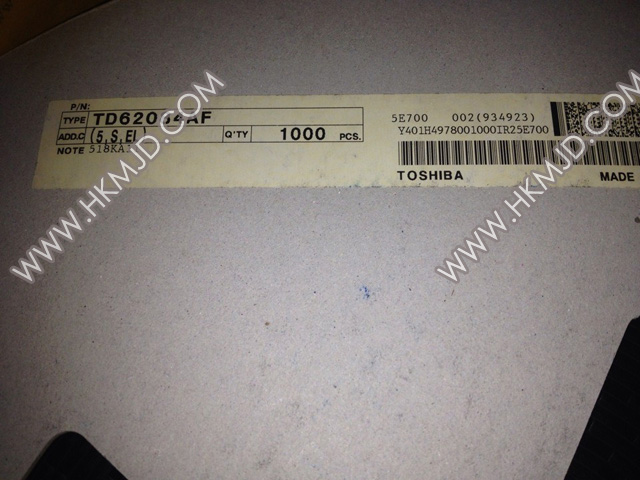 P/N:
TYPE TD62084AF
ADD.C (5,S,EL) Q'TY 1000 PCS.
NOTE
5E700 002(934923)
Y401H4978001000IR25E700
TOSHIBA MADE
WWW.HKMJD.COM
WWW.HKMJD.COM